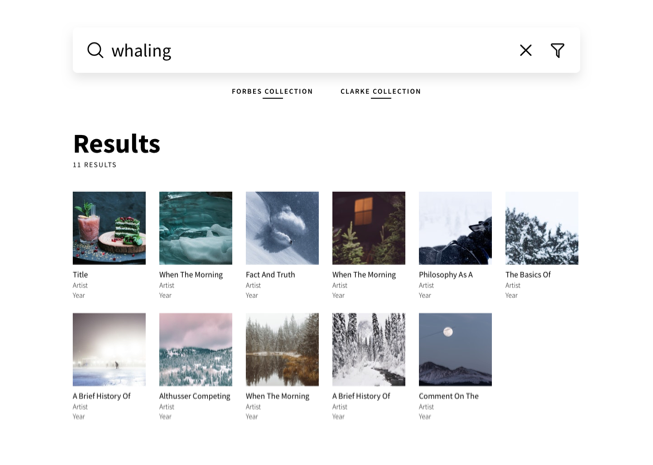 whaling
FORBES COLLECTION
CLARKE COLLECTION
Results
11 RESULTS
Title
Artist
Year
When The Morning
Artist
Year
Fact And Truth
Artist
Year
When The Morning
Artist
Year
Philosophy As A
Artist
Year
The Basics Of
Artist
Year
A Brief History Of
Artist
Year
Althusser Competing
Artist
Year
When The Morning
Artist
Year
A Brief History Of
Artist
Year
Comment On The
Artist
Year